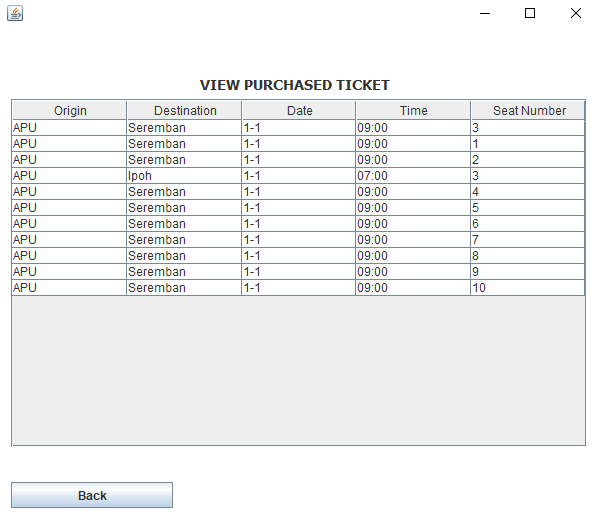 VIEW PURCHASED TICKET
Origin Destination Date Time Seat Number
APU Seremban 1-1 09:00 3
APU Seremban 1-1 09:00 1
APU Seremban 1-1 09:00 2
APU Ipoh 1-1 07:00 3
APU Seremban 1-1 09:00 4
APU Seremban 1-1 09:00 5
APU Seremban 1-1 09:00 6
APU Seremban 1-1 09:00 7
APU Seremban 1-1 09:00 8
APU Seremban 1-1 09:00 9
APU Seremban 1-1 09:00 10
Back